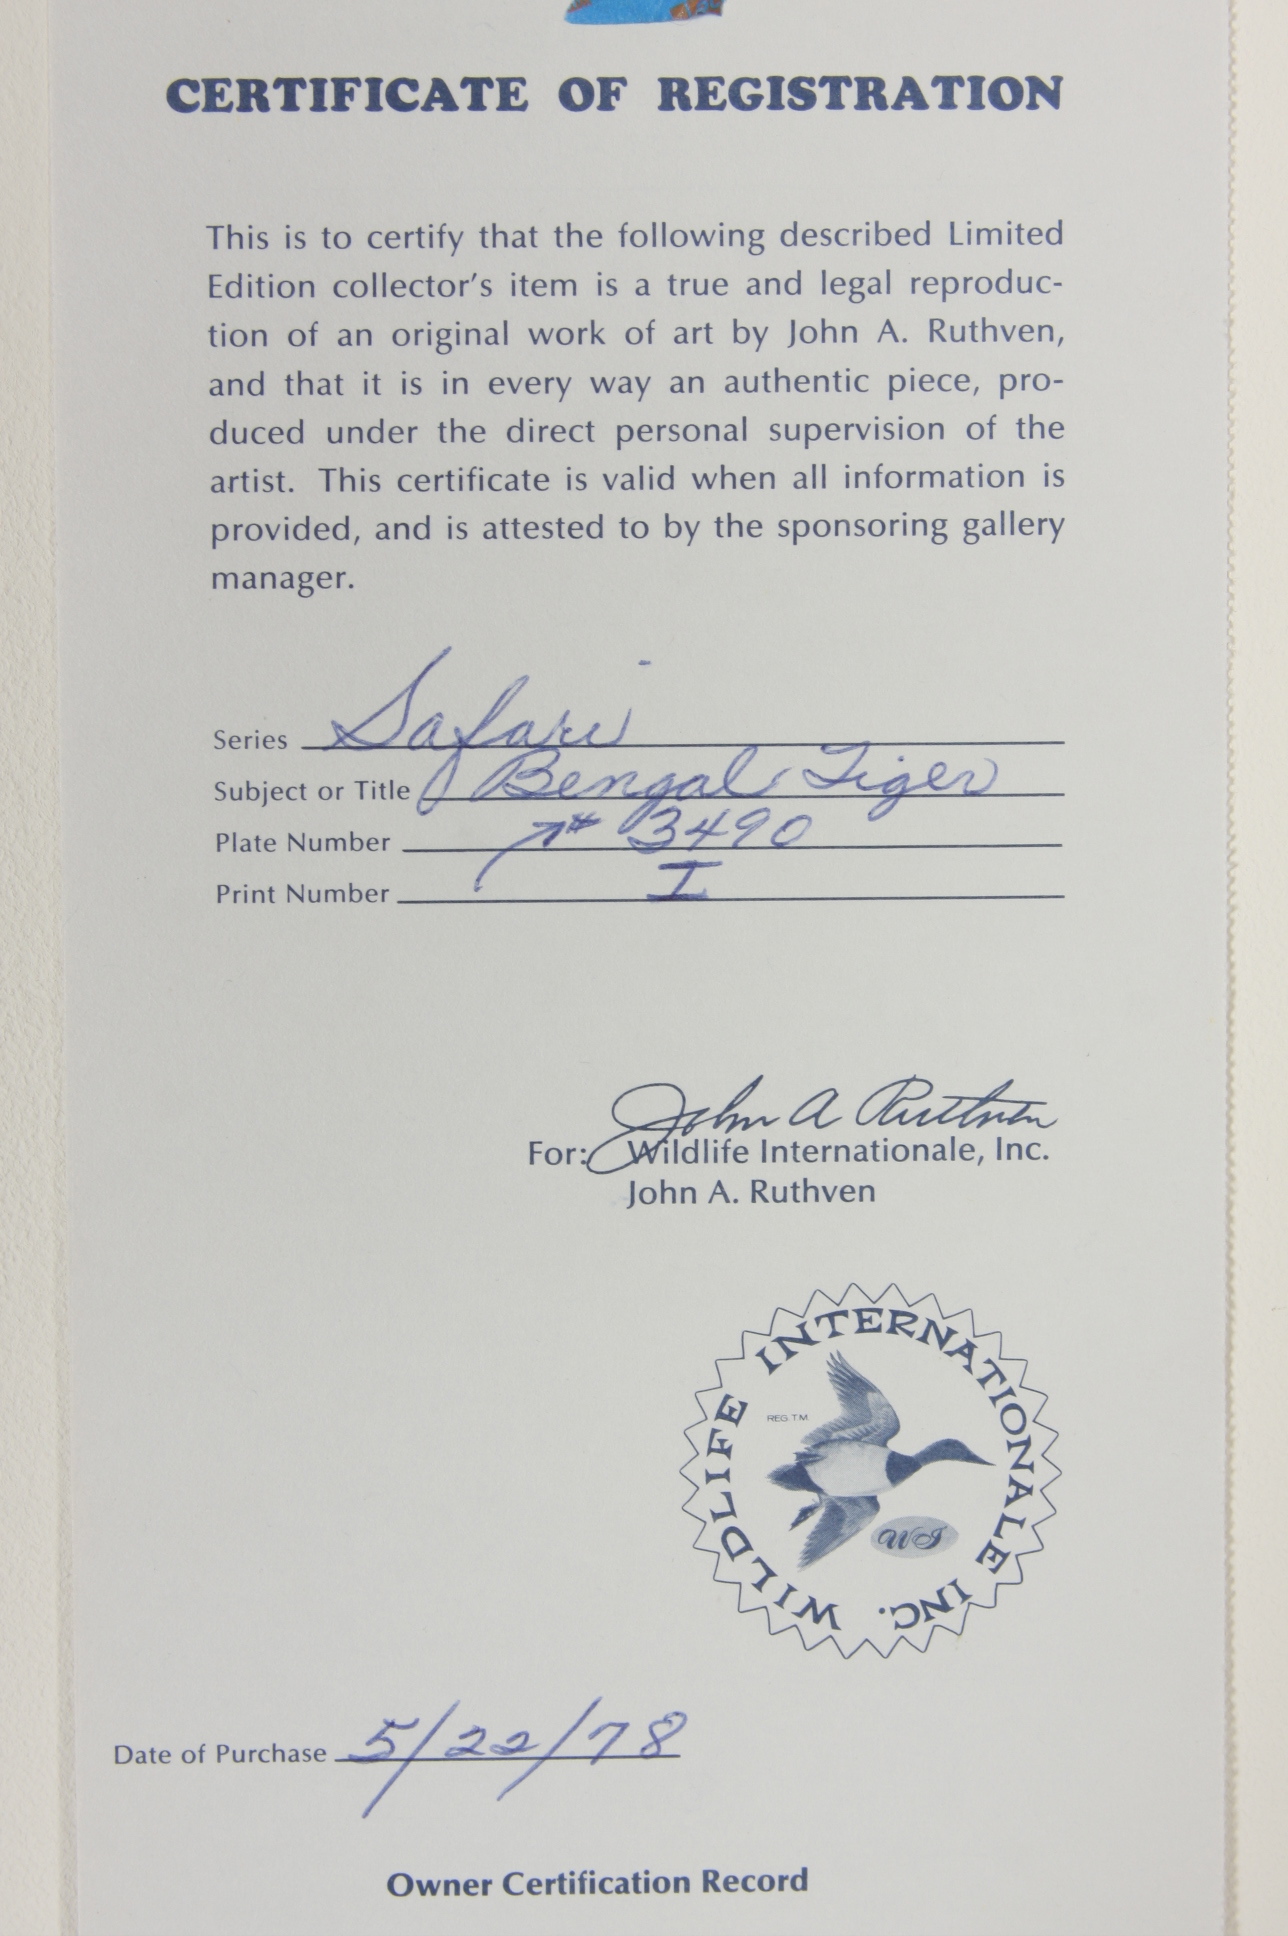 CERTIFICATE OF REGISTRATION
This is to certify that the following described Limited
Edition collector's item is a true and legal reproduc-
tion of an original work of art by John A. Ruthven,
and that it is in every way an authentic piece, pro-
duced under the direct personal supervision of the
artist. This certificate is valid when all information is
provided, and is attested to by the sponsoring gallery
manager.
Series Safari
Subject or Title Bengal Tiger
Plate Number # 3490
Print Number I
John A Ruthven
For: Wildlife Internationale, Inc.
John A. Ruthven
WILDLIFE INTERNATIONALE INC.
REG. T.M.
WI
Date of Purchase 5/22/78
Owner Certification Record